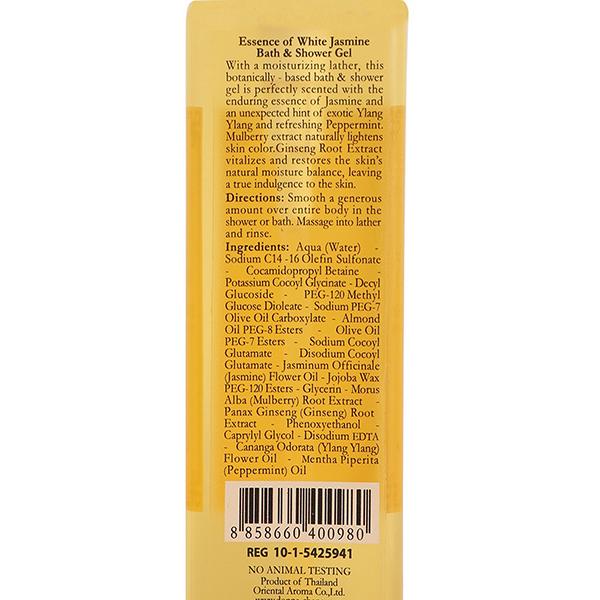 Essence of White Jasmine
Bath & Shower Gel
With a moisturizing lather, this
botanically - based bath & shower
gel is perfectly scented with the
enduring essence of Jasmine and
an unexpected hint of exotic Ylang
Ylang and refreshing Peppermint.
Mulberry extract naturally lightens
skin color.Ginseng Root Extract
vitalizes and restores the skin's
natural moisture balance, leaving
a true indulgence to the skin.
Directions: Smooth a generous
amount over entire body in the
shower or bath. Massage into lather
and rinse.
Ingredients: Aqua (Water) -
Sodium C14 -16 Olefin Sulfonate
- Cocamidopropyl Betaine -
Potassium Cocoyl Glycinate - Decyl
Glucoside - PEG-120 Methyl
Glucose Dioleate - Sodium PEG-7
Olive Oil Carboxylate - Almond
Oil PEG-8 Esters - Olive Oil
PEG-7 Esters - Sodium Cocoyl
Glutamate - Disodium Cocoyl
Glutamate - Jasminum Officinale
(Jasmine) Flower Oil - Jojoba Wax
PEG-120 Esters - Glycerin - Morus
Alba (Mulberry) Root Extract -
Panax Ginseng (Ginseng) Root
Extract - Phenoxyethanol -
Caprylyl Glycol - Disodium EDTA
- Cananga Odorata (Ylang Ylang)
Flower Oil - Mentha Piperita
(Peppermint) Oil
8 858660 400980
REG 10-1-5425941
NO ANIMAL TESTING
Product of Thailand
Oriental Aroma Co.,Ltd.